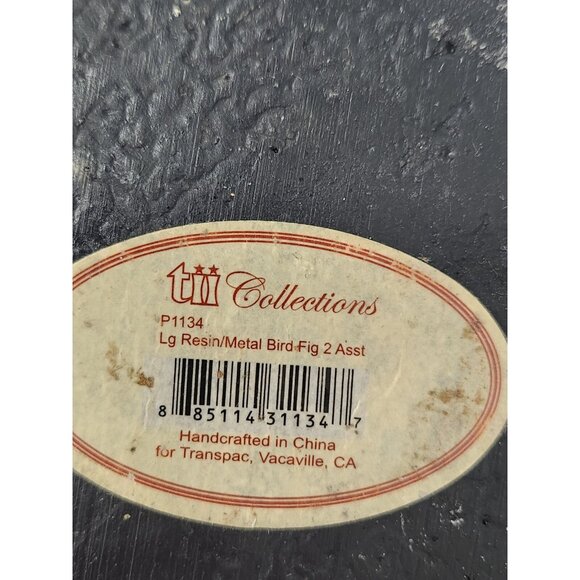 tii Collections
P1134
Lg Resin/Metal Bird Fig 2 Asst
8 85114 31134 7
Handcrafted in China
for Transpac, Vacaville, CA